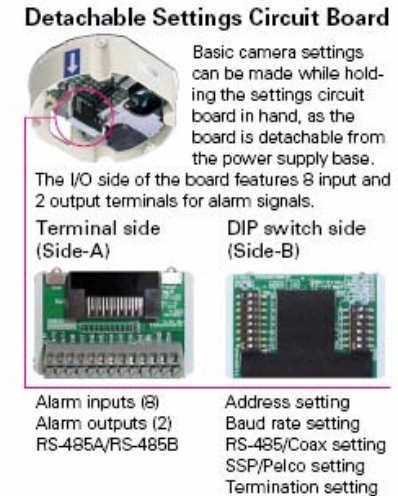 Detachable Settings Circuit Board
Basic camera settings
can be made while hold-
ing the settings circuit
board in hand, as the
board is detachable from
the power supply base.
The I/O side of the board features 8 input and
2 output terminals for alarm signals.
Terminal side
(Side-A)
DIP switch side
(Side-B)
Alarm inputs (8)
Alarm outputs (2)
RS-485A/RS-485B
Address setting
Baud rate setting
RS-485/Coax setting
SSP/Pelco setting
Termination setting